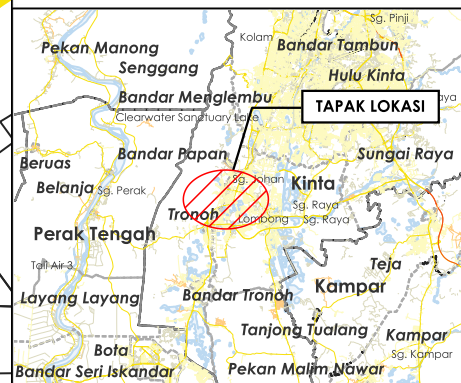 Sg. Pinji
Kolam
Pekan Manong
Bandar Tambun
Senggang
Hulu Kinta
Bandar Menglembu
TAPAK LOKASI
aya
Clearwater Sanctuary Lake
Bandar Papan
Sungai Raya
Beruas
Sg. Johan
Kinta
Belanja
Sg. Perak
Sg. Raya
Tronoh
Lombong
Sg. Raya
Perak Tengah
Tali Air 3
Teja
Kampar
Layang Layang
Bandar Tronoh
Tanjong Tualang
Kampar
Bota
Sg. Kampar
Bandar Seri Iskandar
Pekan Malim Nawar